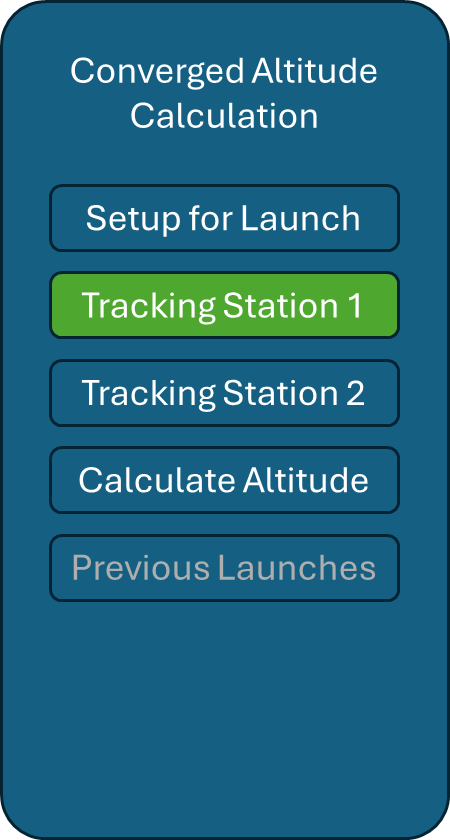 Converged Altitude
Calculation
Setup for Launch
Tracking Station 1
Tracking Station 2
Calculate Altitude
Previous Launches